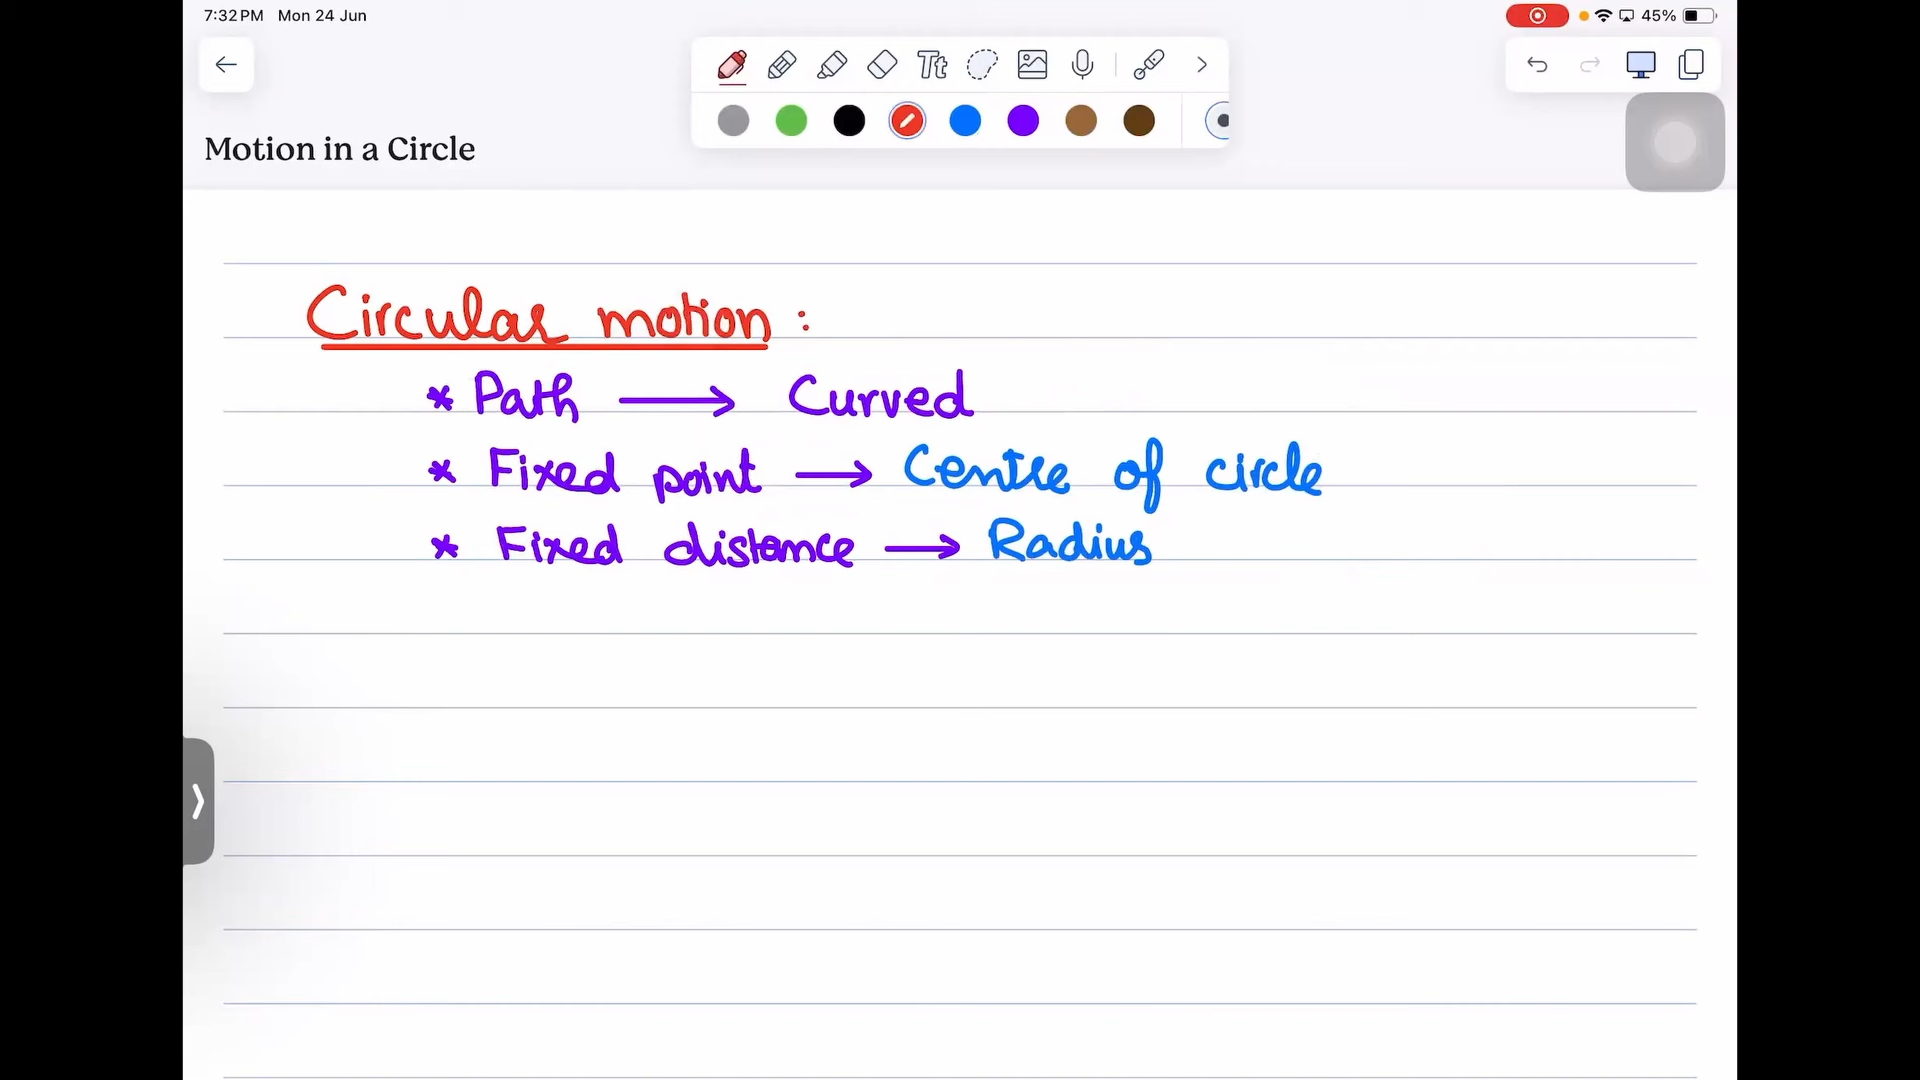 7:32 PM Mon 24 Jun
45%
Tt
Motion in a Circle
Circular motion :
* Path → Curved
* Fixed point → Centre of circle
* Fixed distance → Radius